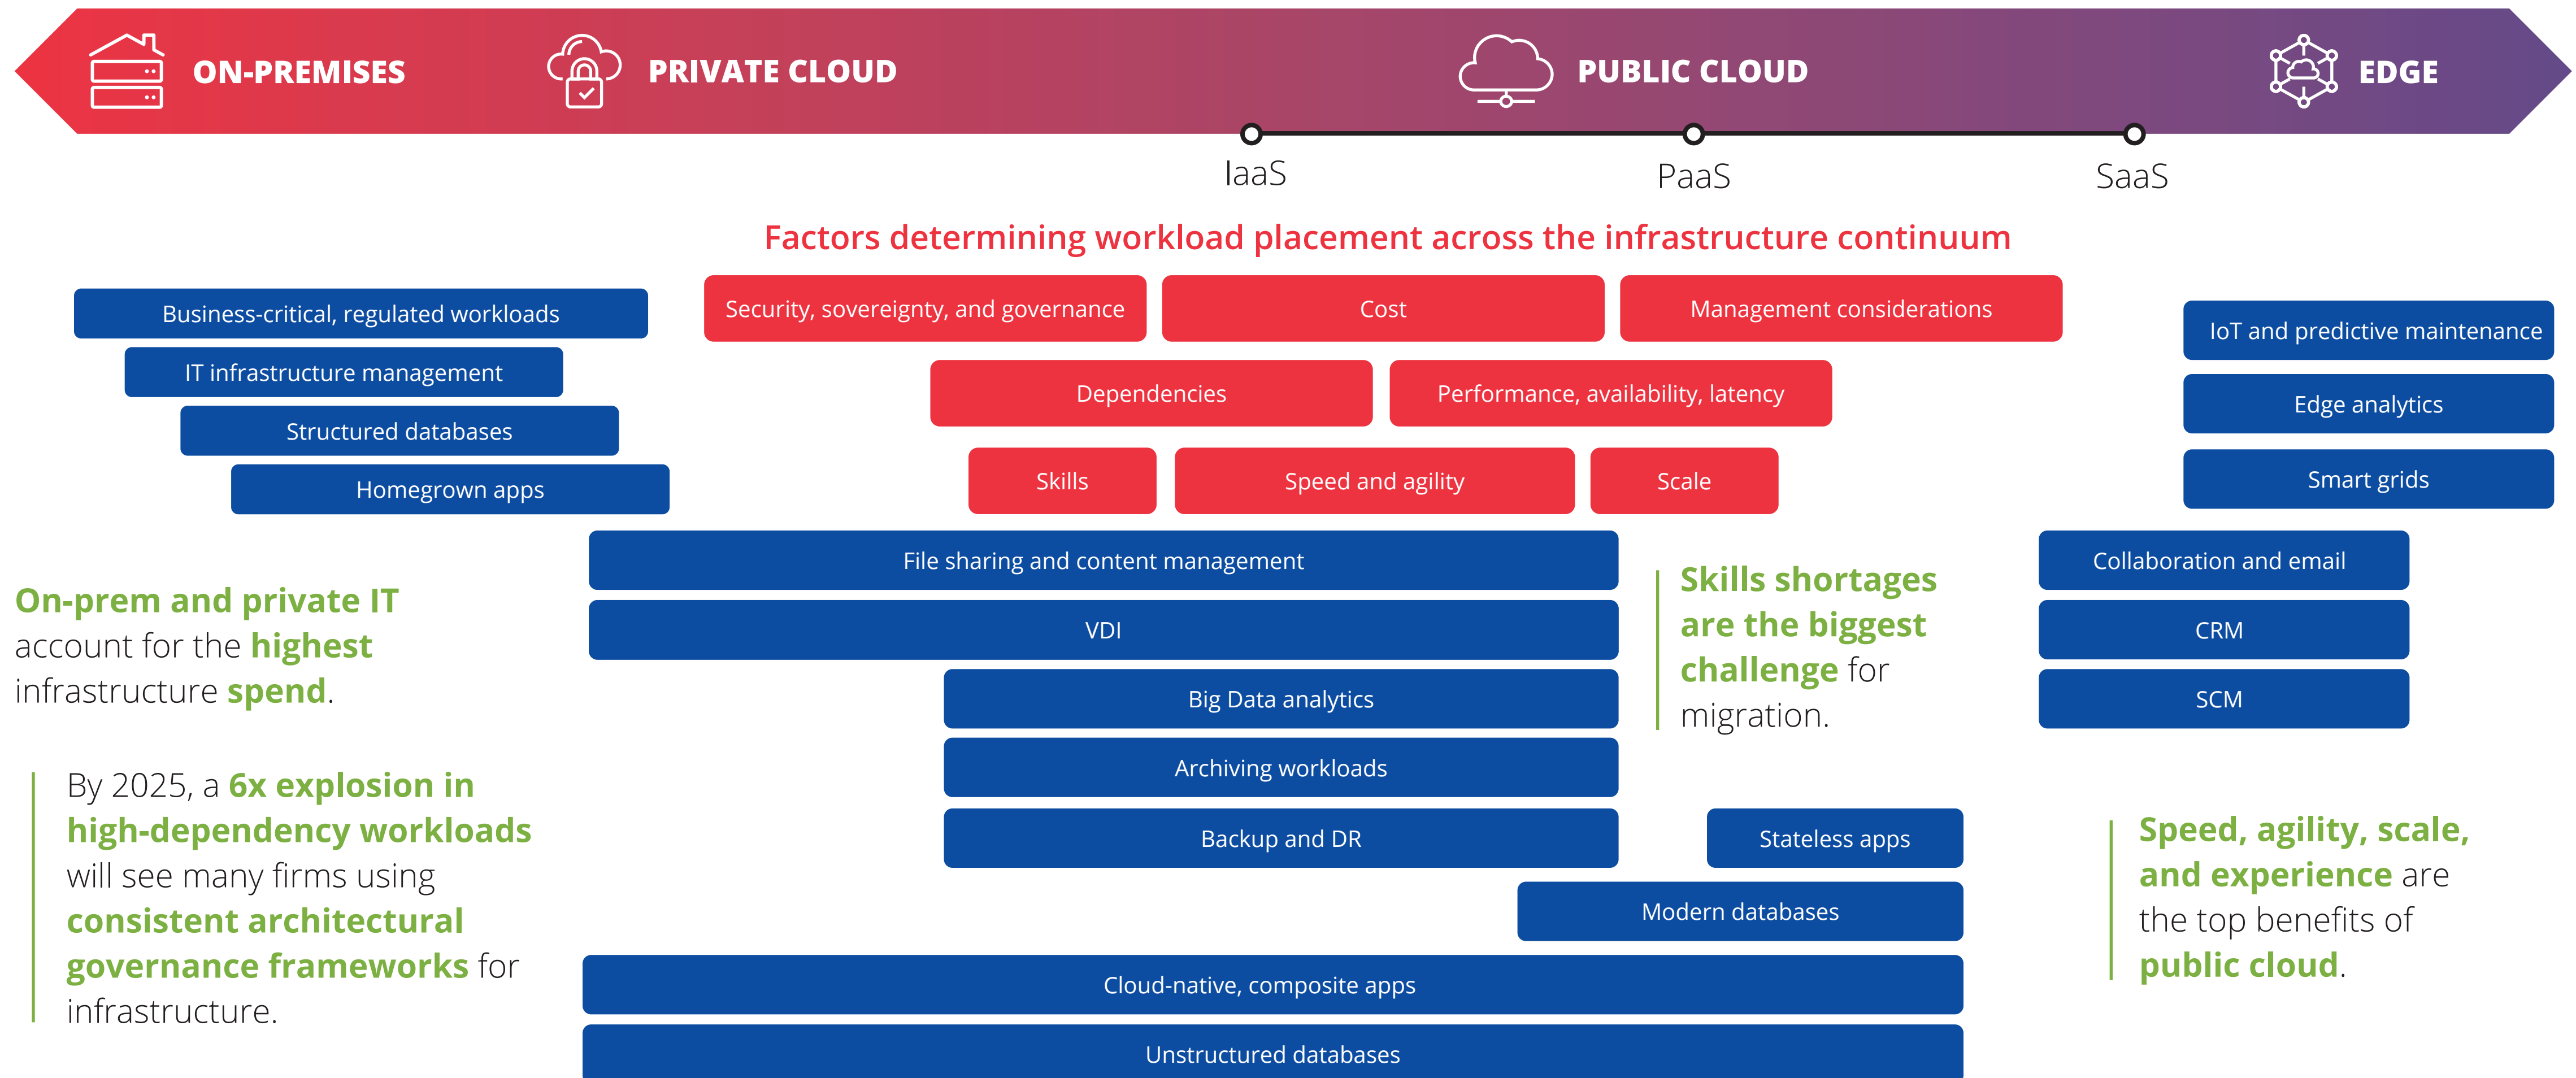 ON-PREMISES
PRIVATE CLOUD
PUBLIC CLOUD
EDGE
IaaS
PaaS
SaaS
Factors determining workload placement across the infrastructure continuum
Business-critical, regulated workloads
IT infrastructure management
Structured databases
Homegrown apps
Security, sovereignty, and governance
Cost
Management considerations
Dependencies
Performance, availability, latency
Skills
Speed and agility
Scale
IoT and predictive maintenance
Edge analytics
Smart grids
File sharing and content management
VDI
Big Data analytics
Archiving workloads
Backup and DR
Stateless apps
Modern databases
Cloud-native, composite apps
Unstructured databases
Collaboration and email
CRM
SCM
On-prem and private IT
account for the highest
infrastructure spend.
By 2025, a 6x explosion in
high-dependency workloads
will see many firms using
consistent architectural
governance frameworks for
infrastructure.
Skills shortages
are the biggest
challenge for
migration.
Speed, agility, scale,
and experience are
the top benefits of
public cloud.